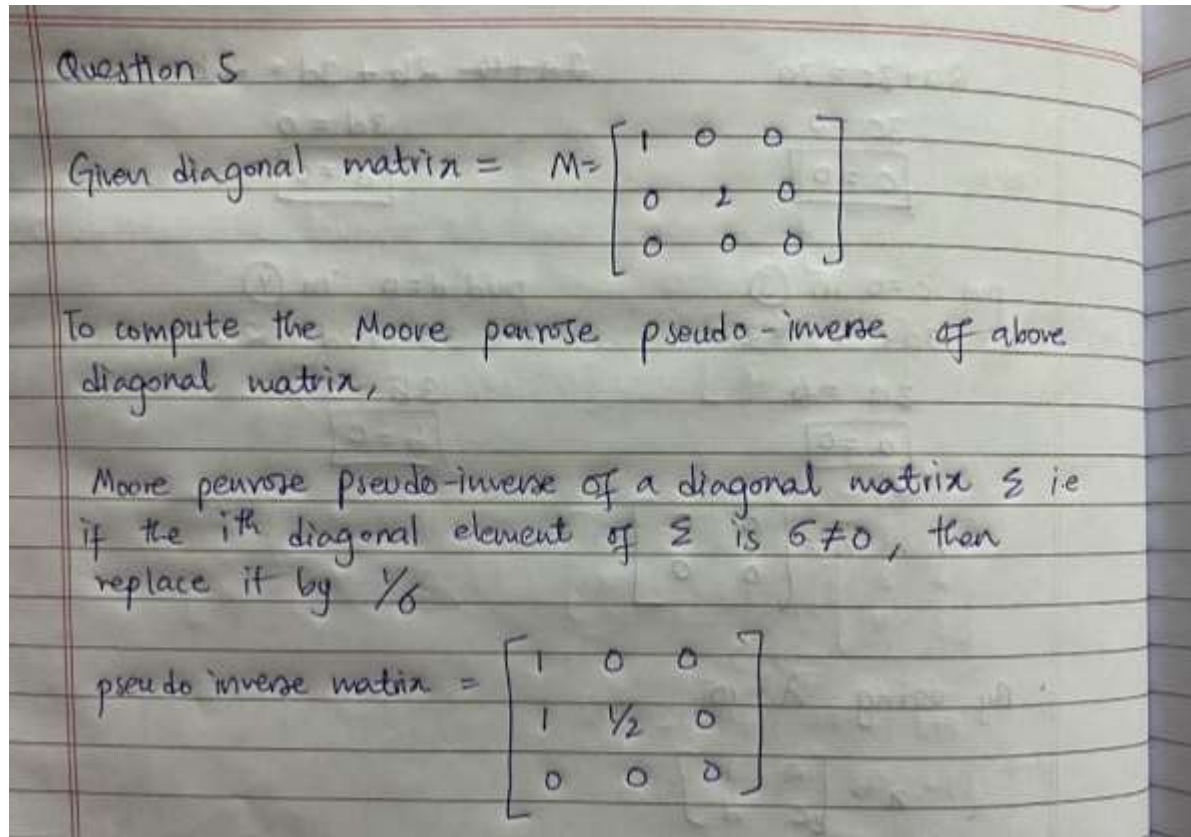 Question 5
Given diagonal matrix = M= [ 1 0 0
0 2 0
0 0 0 ]
To compute the Moore penrose pseudo-inverse of above
diagonal matrix,
Moore penrose Pseudo-inverse of a diagonal matrix Σ i.e
if the ith diagonal element of Σ is σ≠0, then
replace it by 1/σ
pseudo inverse matrix = [ 1 0 0
1 1/2 0
0 0 0 ]